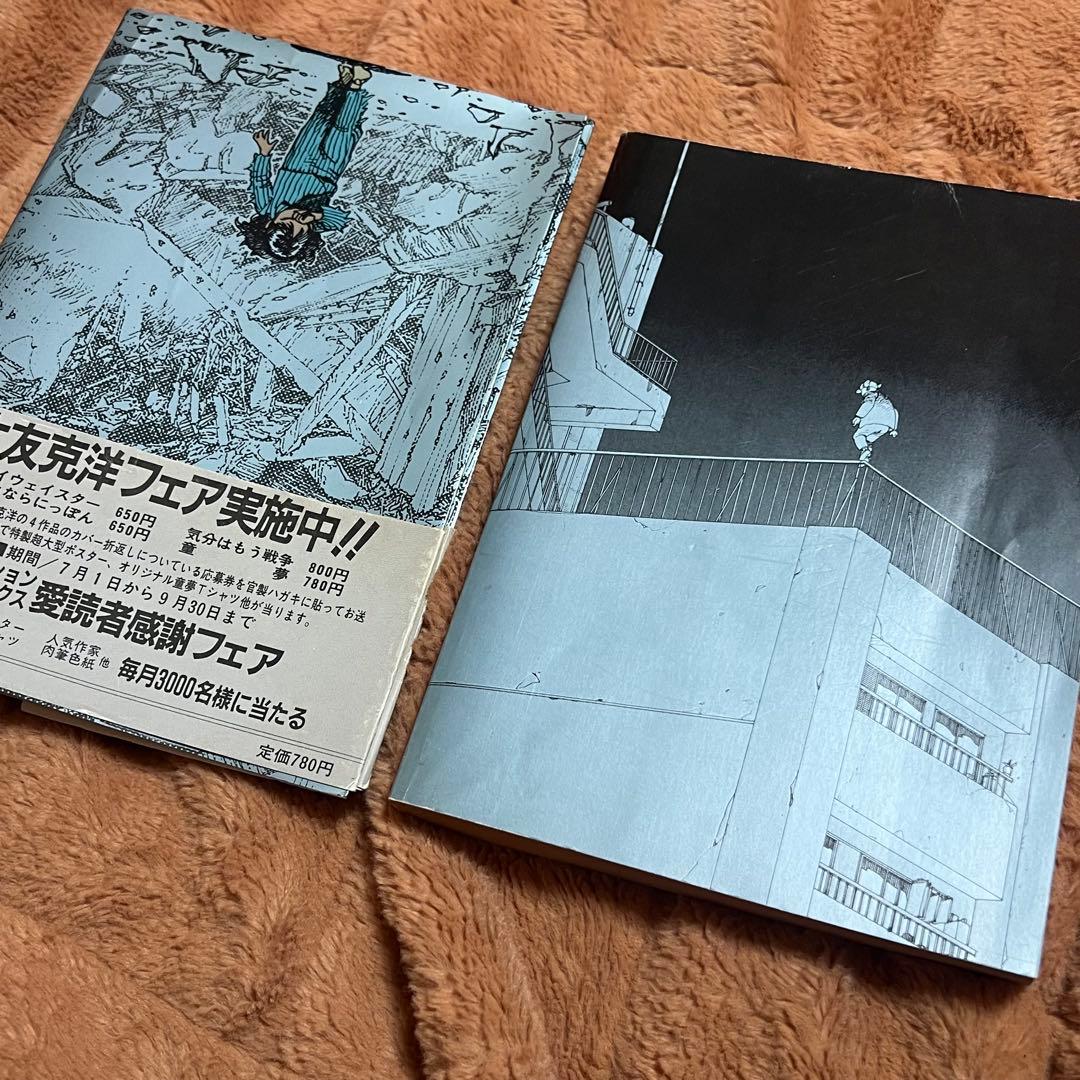 友克洋フェア実施中!!
イウェイスター 650円 気分はもう戦争 800円
ならにっぽん 650円 童 夢 780円
克洋の4作品のカバー折返しについている応募券を官製ハガキに貼ってお送
で特製超大型ポスター、オリジナル童夢Tシャツ他が当ります。
■期間/7月1日から9月30日まで
ション
クス 愛読者感謝フェア
ター 人気作家
ャツ 肉筆色紙 他 毎月3000名様に当たる
定価780円